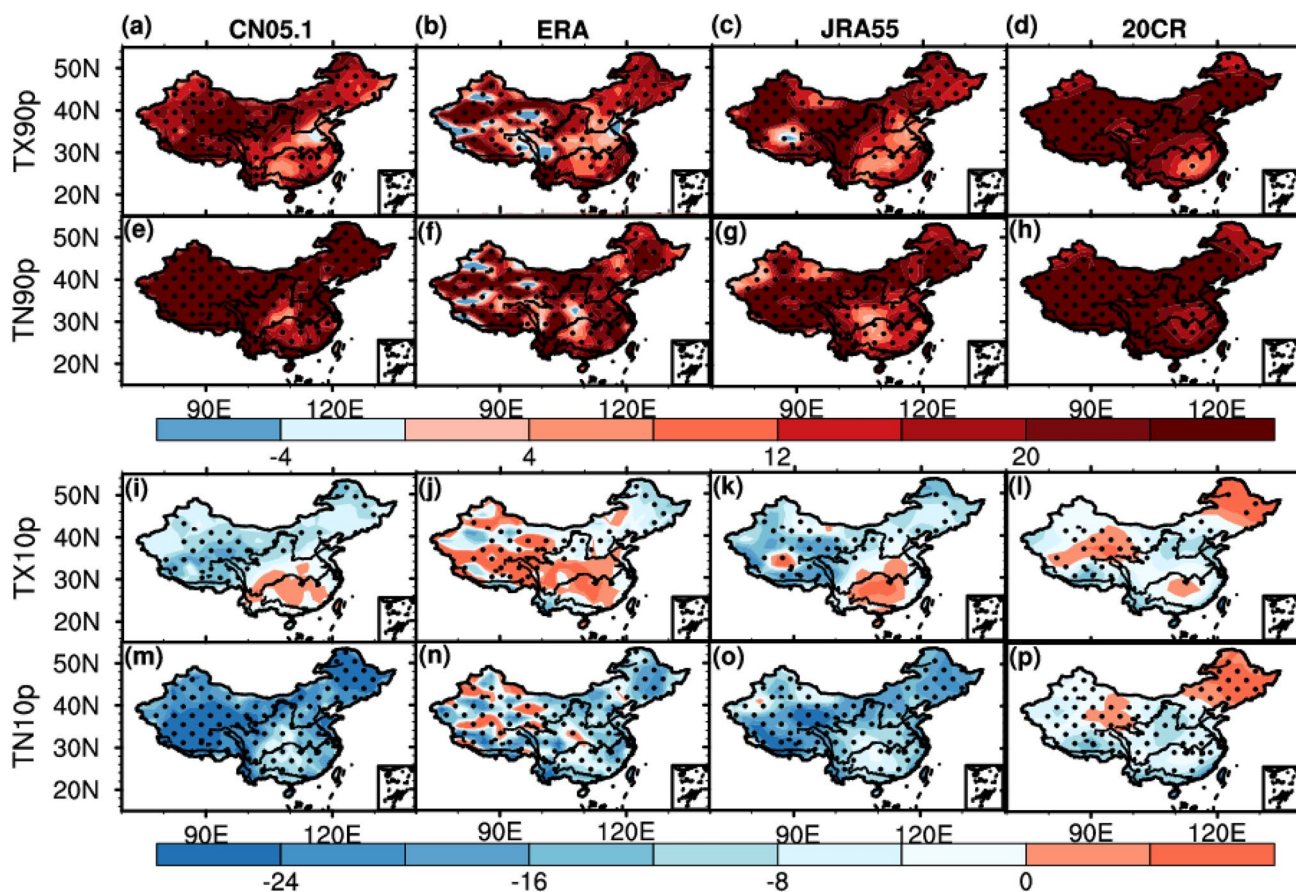 (a) CN05.1 (b) ERA (c) JRA55 (d) 20CR
TX90p
50N
40N
30N
20N
(e) (f) (g) (h)
TN90p
50N
40N
30N
20N
90E 120E 90E 120E 90E 120E 90E 120E
-4 4 12 20
(i) (j) (k) (l)
TX10p
50N
40N
30N
20N
(m) (n) (o) (p)
TN10p
50N
40N
30N
20N
90E 120E 90E 120E 90E 120E 90E 120E
-24 -16 -8 0